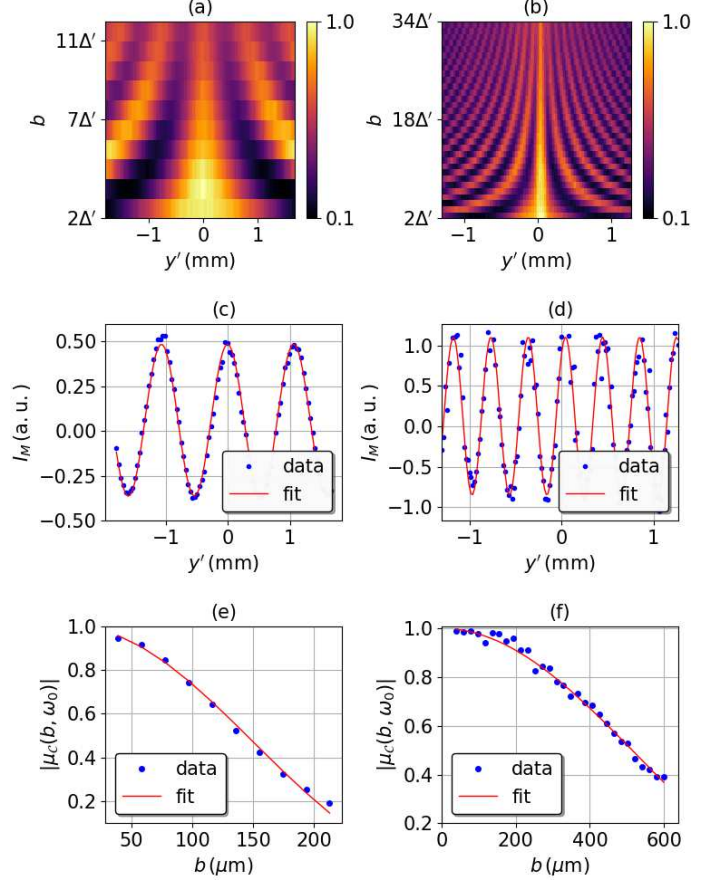 (a)
(b)
11Δ′
7Δ′
2Δ′
b
1.0
0.1
−1
0
1
y′ (mm)
34Δ′
18Δ′
2Δ′
b
1.0
0.1
−1
0
1
y′ (mm)
(c)
(d)
0.50
0.25
0.00
−0.25
−0.50
I_M (a. u.)
data
fit
−1
0
1
y′ (mm)
1.0
0.5
0.0
−0.5
−1.0
I_M (a. u.)
data
fit
−1
0
1
y′ (mm)
(e)
(f)
1.0
0.8
0.6
0.4
0.2
|μ_c(b, ω_0)|
data
fit
50
100
150
200
b (μm)
1.0
0.8
0.6
0.4
0.2
|μ_c(b, ω_0)|
data
fit
0
200
400
600
b (μm)